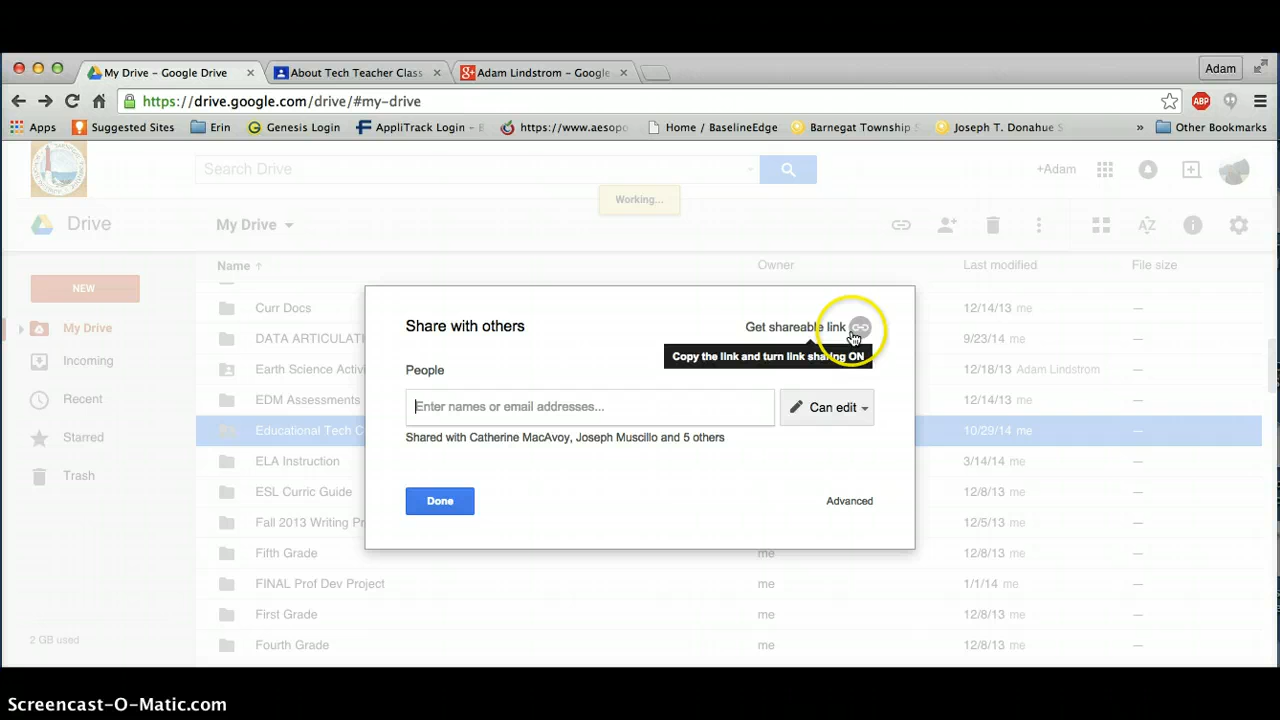 My Drive – Google Drive
About Tech Teacher Class
Adam Lindstrom – Google
Adam
https://drive.google.com/drive/#my-drive
ABP
Apps
Suggested Sites
Erin
Genesis Login
AppliTrack Login – E
https://www.aesop
Home / BaselineEdge
Barnegat Township S
Joseph T. Donahue S
»
Other Bookmarks
Search Drive
+Adam
Working...
Drive
My Drive
NEW
My Drive
Incoming
Recent
Starred
Trash
2 GB used
Name ↑
Owner
Last modified
File size
Curr Docs
12/14/13 me
—
DATA ARTICULATI
9/23/14 me
—
Earth Science Activi
12/18/13 Adam Lindstrom
—
EDM Assessments
12/14/13 me
—
Educational Tech C
10/29/14 me
—
ELA Instruction
3/14/14 me
—
ESL Curric Guide
12/8/13 me
—
Fall 2013 Writing Pr
12/5/13 me
—
Fifth Grade
me
12/8/13 me
—
FINAL Prof Dev Project
me
1/1/14 me
—
First Grade
me
12/8/13 me
—
Fourth Grade
me
12/8/13 me
—
Share with others
Get shareable link
Copy the link and turn link sharing ON
People
Enter names or email addresses...
Can edit
Shared with Catherine MacAvoy, Joseph Muscillo and 5 others
Done
Advanced
Screencast-O-Matic.com